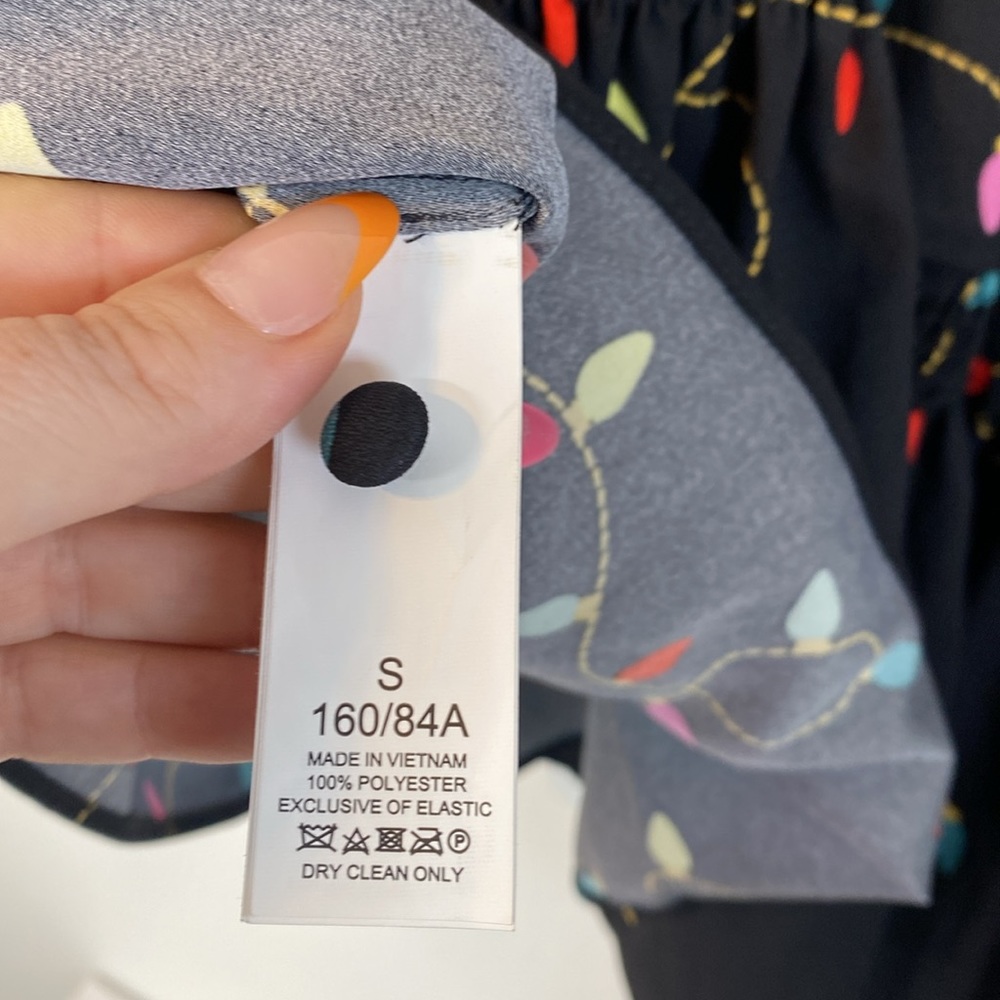 S
160/84A
MADE IN VIETNAM
100% POLYESTER
EXCLUSIVE OF ELASTIC
P
DRY CLEAN ONLY